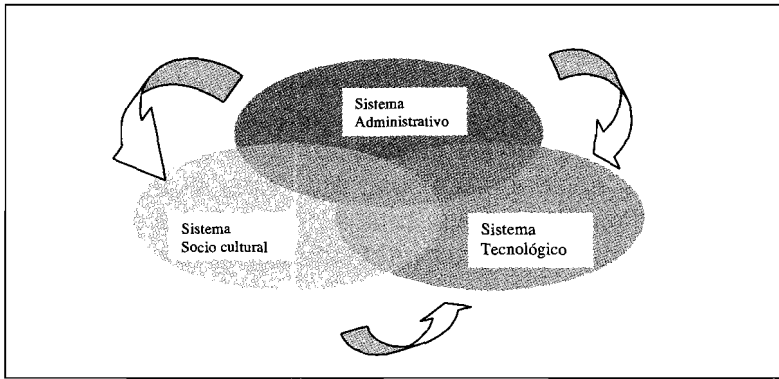 Sistema
Administrativo
Sistema
Socio cultural
Sistema
Tecnológico